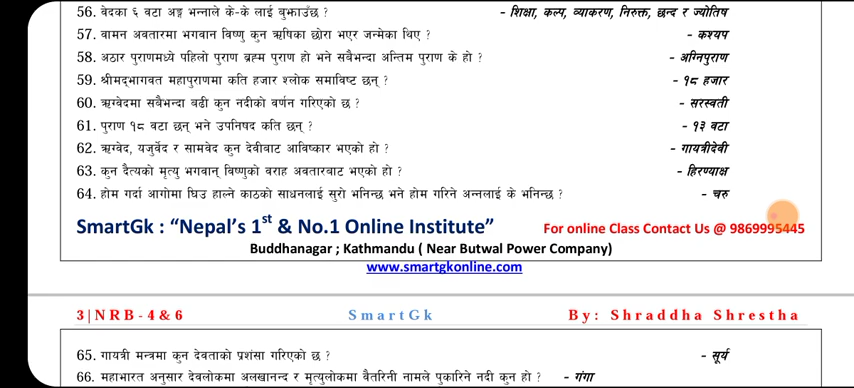 56. वेदका ६ वटा अङ्ग भन्नाले के-के लाई बुझाउँछ ? - शिक्षा, कल्प, व्याकरण, निरुक्त, छन्द र ज्योतिष
57. वामन अवतारमा भगवान विष्णु कुन ऋषिका छोरा भएर जन्मेका थिए ? - कश्यप
58. अठार पुराणमध्ये पहिलो पुराण ब्रह्म पुराण हो भने सबैभन्दा अन्तिम पुराण के हो ? - अग्निपुराण
59. श्रीमद्भागवत महापुराणमा कति हजार श्लोक समाविष्ट छन् ? - १८ हजार
60. ऋग्वेदमा सबैभन्दा बढी कुन नदीको वर्णन गरिएको छ ? - सरस्वती
61. पुराण १८ वटा छन् भने उपनिषद कति छन् ? - १३ वटा
62. ऋग्वेद, यजुर्वेद र सामवेद कुन देवीबाट आविष्कार भएको हो ? - गायत्रीदेवी
63. कुन दैत्यको मृत्यु भगवान् विष्णुको वराह अवतारबाट भएको हो ? - हिरण्याक्ष
64. होम गर्दा आगोमा घिउ हाल्ने काठको साधनलाई सुरो भनिन्छ भने होम गरिने अन्नलाई के भनिन्छ ? - चरु
SmartGk : “Nepal’s 1st & No.1 Online Institute” For online Class Contact Us @ 9869995445
Buddhanagar ; Kathmandu ( Near Butwal Power Company)
www.smartgkonline.com
3|NRB-4&6 SmartGk By: Shraddha Shrestha
65. गायत्री मन्त्रमा कुन देवताको प्रशंसा गरिएको छ ? - सूर्य
66. महाभारत अनुसार देवलोकमा अलखानन्द र मृत्युलोकमा वैतरिनी नामले पुकारिने नदी कुन हो ? - गंगा